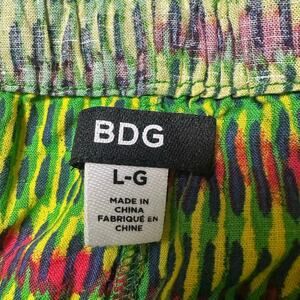 BDG
L-G
MADE IN
CHINA
FABRIQUÉ EN
CHINE